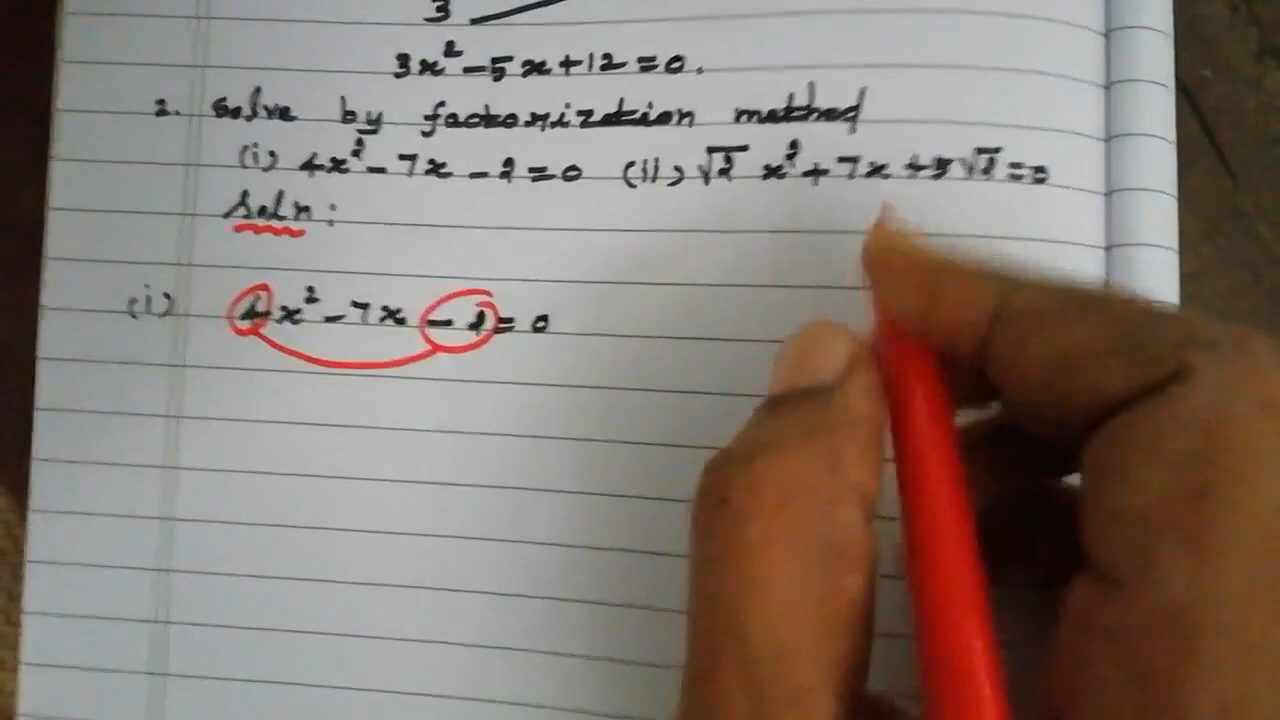 3
3x² - 5x + 12 = 0.
2. Solve by factorization method
(i) 4x² - 7x - 2 = 0 (ii) √2 x² + 7x + 5√2 = 0
Soln:
(i) 4x² - 7x - 2 = 0